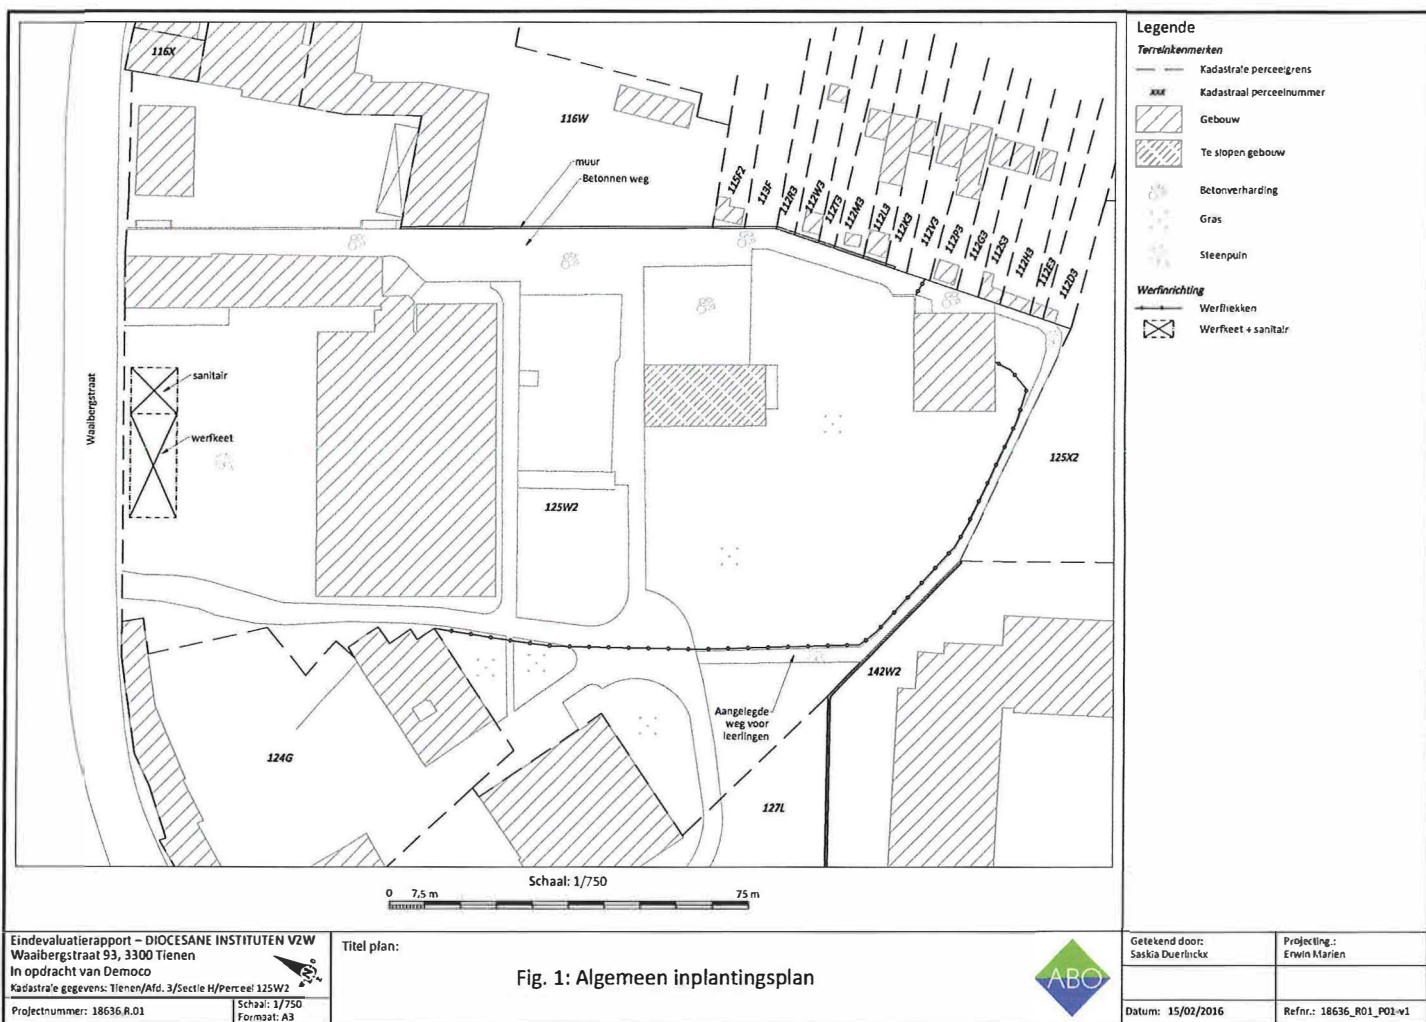 116X
116W
muur
Betonnen weg
115F2
113F
112R3
112W3
112T3
112M3
112L3
112K3
112V3
112P3
112G3
112S3
112H3
112E3
112D3
Waaibergstraat
sanitair
werfkeet
125W2
125X2
142W2
Aangelegde
weg voor
leerlingen
124G
127L
Schaal: 1/750
0 7,5 m 75 m
Legende
Terreinkenmerken
Kadastrale perceelgrens
xxx Kadastraal perceelnummer
Gebouw
Te slopen gebouw
Betonverharding
Gras
Steenpuin
Werfinrichting
Werfhekken
Werfkeet + sanitair
Eindevaluatierapport – DIOCESANE INSTITUTEN VZW
Waaibergstraat 93, 3300 Tienen
In opdracht van Democo
Kadastrale gegevens: Tienen/Afd. 3/Sectie H/Perceel 125W2
Projectnummer: 18636.R.01
Schaal: 1/750
Formaat: A3
Titel plan:
Fig. 1: Algemeen inplantingsplan
ABO
Getekend door:
Saskia Duerinckx
Projecting.:
Erwin Marien
Datum: 15/02/2016
Refnr.: 18636_R01_P01-v1